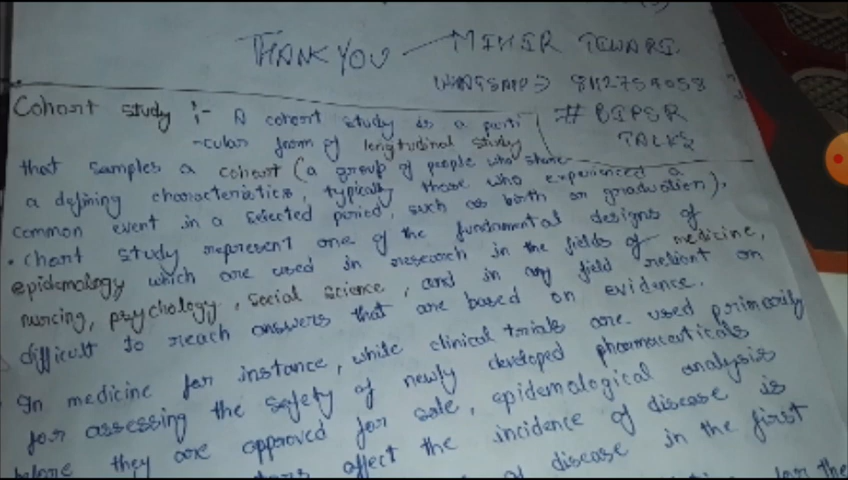 THANK YOU — MIHIR TEWARI.
WHATSAPP => 8112759058
# BIPER
TALKS
Cohort study :- A cohort study is a parti
-cular form of longitudinal study
that samples a cohort (a group of people who share
a defining characteristics, typically those who experienced a
common event in a selected period, such as birth or graduation).
• Chort study represent one of the fundamental designs of
epidemology which are used in research in the fields of medicine,
nursing, psychology, social science, and in any field reliant on
difficult to reach answers that are based on evidence.
In medicine for instance, while clinical trials are used primarily
for assessing the safety of newly developed pharmaceuticals
before they are approved for sale, epidemological analysis
affect the incidence of disease is
of disease in the first
for the